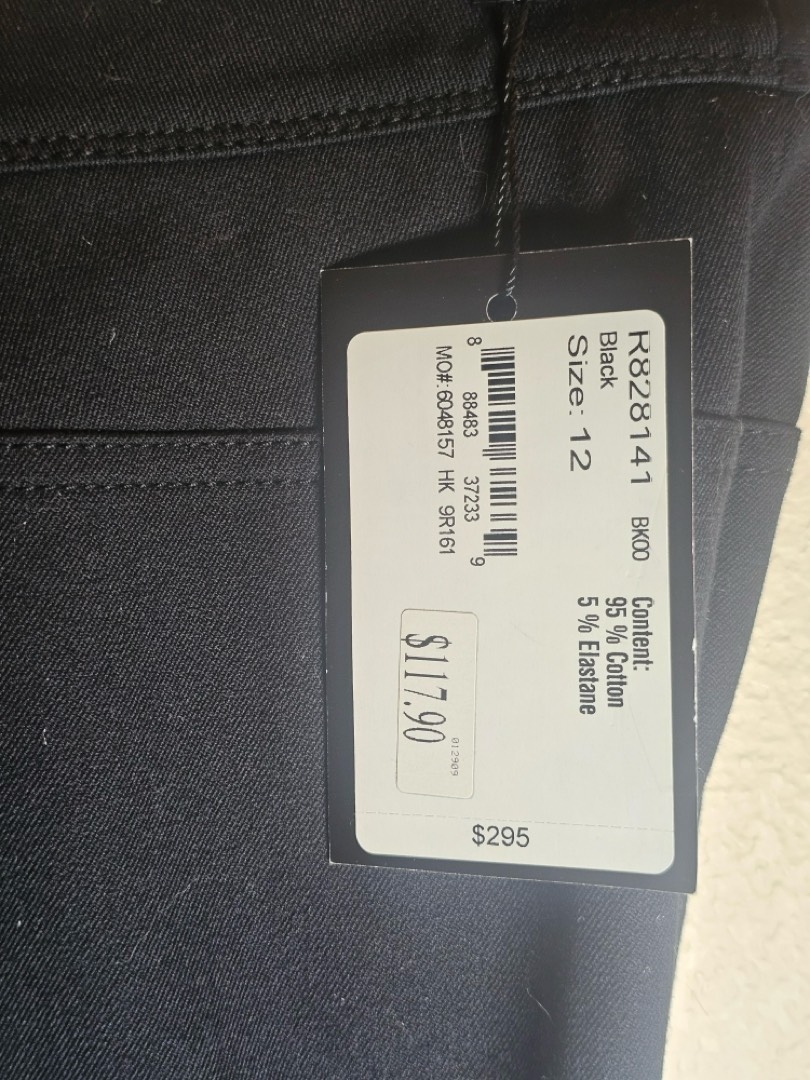 R828141 BK00
Black
Size: 12
Content:
95 % Cotton
5 % Elastane
8 88483 37233 9
MO#:6048157 HK 9R161
012909
$117.90
$295